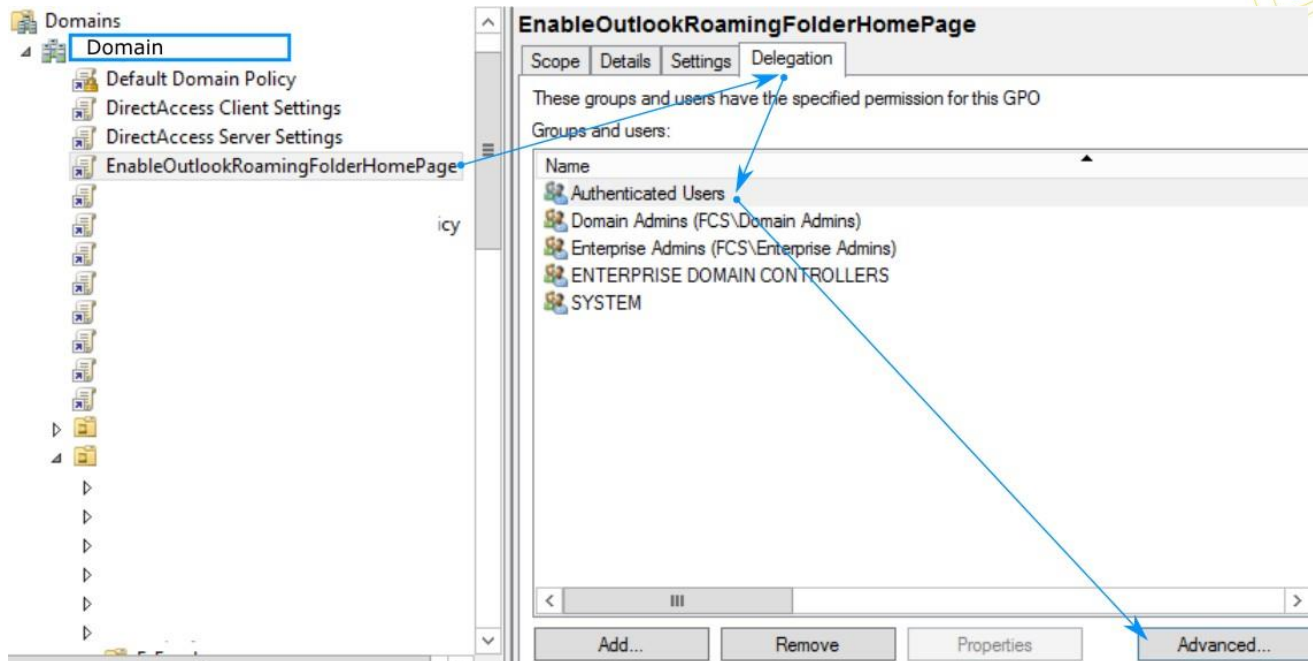 Domains
Domain
Default Domain Policy
DirectAccess Client Settings
DirectAccess Server Settings
EnableOutlookRoamingFolderHomePage
icy
EnableOutlookRoamingFolderHomePage
Scope Details Settings Delegation
These groups and users have the specified permission for this GPO
Groups and users:
Name
Authenticated Users
Domain Admins (FCS\Domain Admins)
Enterprise Admins (FCS\Enterprise Admins)
ENTERPRISE DOMAIN CONTROLLERS
SYSTEM
Add... Remove Properties Advanced...